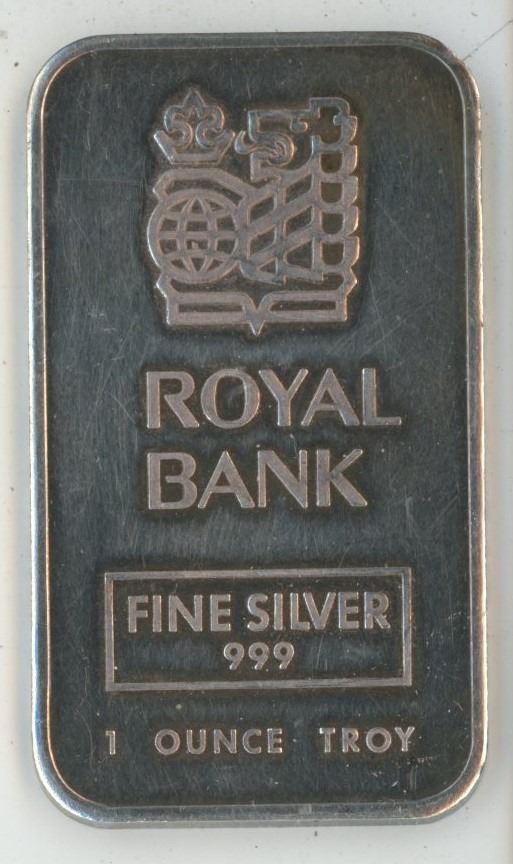 ROYAL
BANK
FINE SILVER
999
1 OUNCE TROY